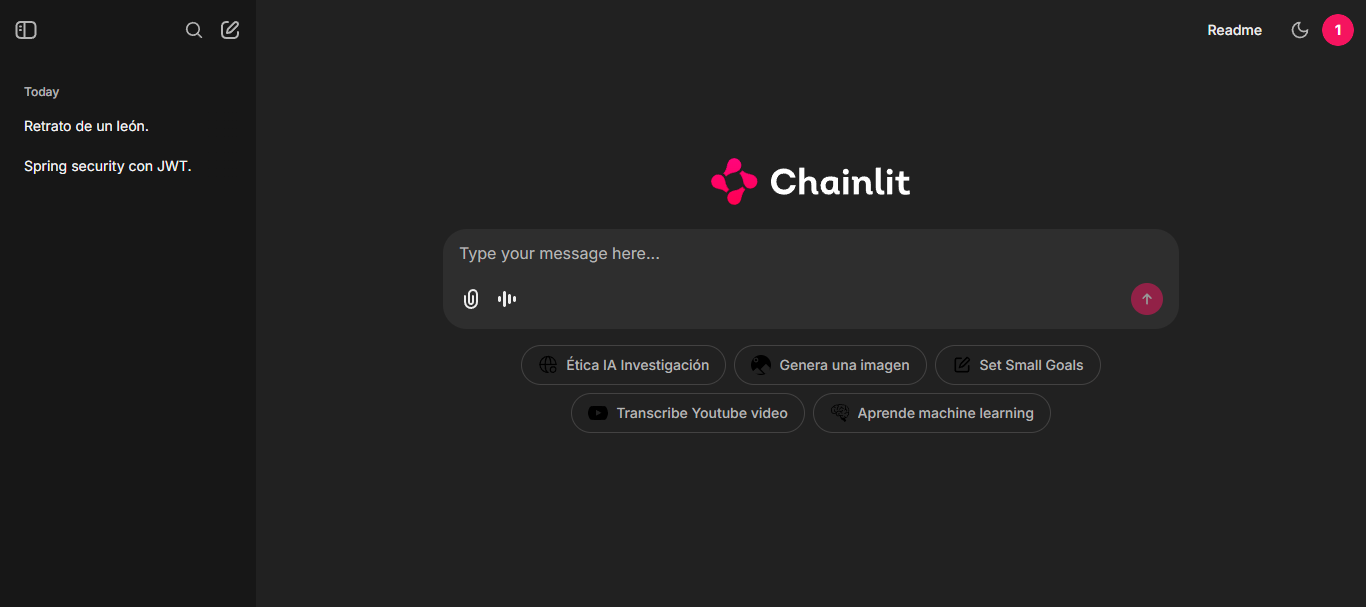 Readme
1
Today
Retrato de un león.
Spring security con JWT.
Chainlit
Type your message here...
Ética IA Investigación
Genera una imagen
Set Small Goals
Transcribe Youtube video
Aprende machine learning